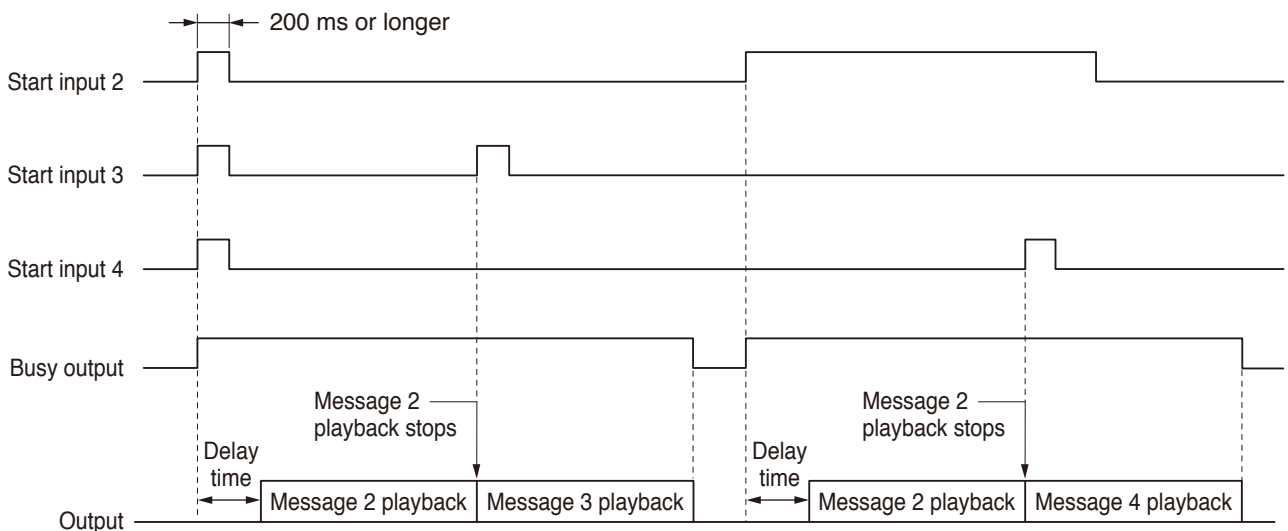 200 ms or longer
Start input 2
Start input 3
Start input 4
Busy output
Message 2
playback stops
Message 2
playback stops
Delay
time
Delay
time
Message 2 playback
Message 3 playback
Message 2 playback
Message 4 playback
Output